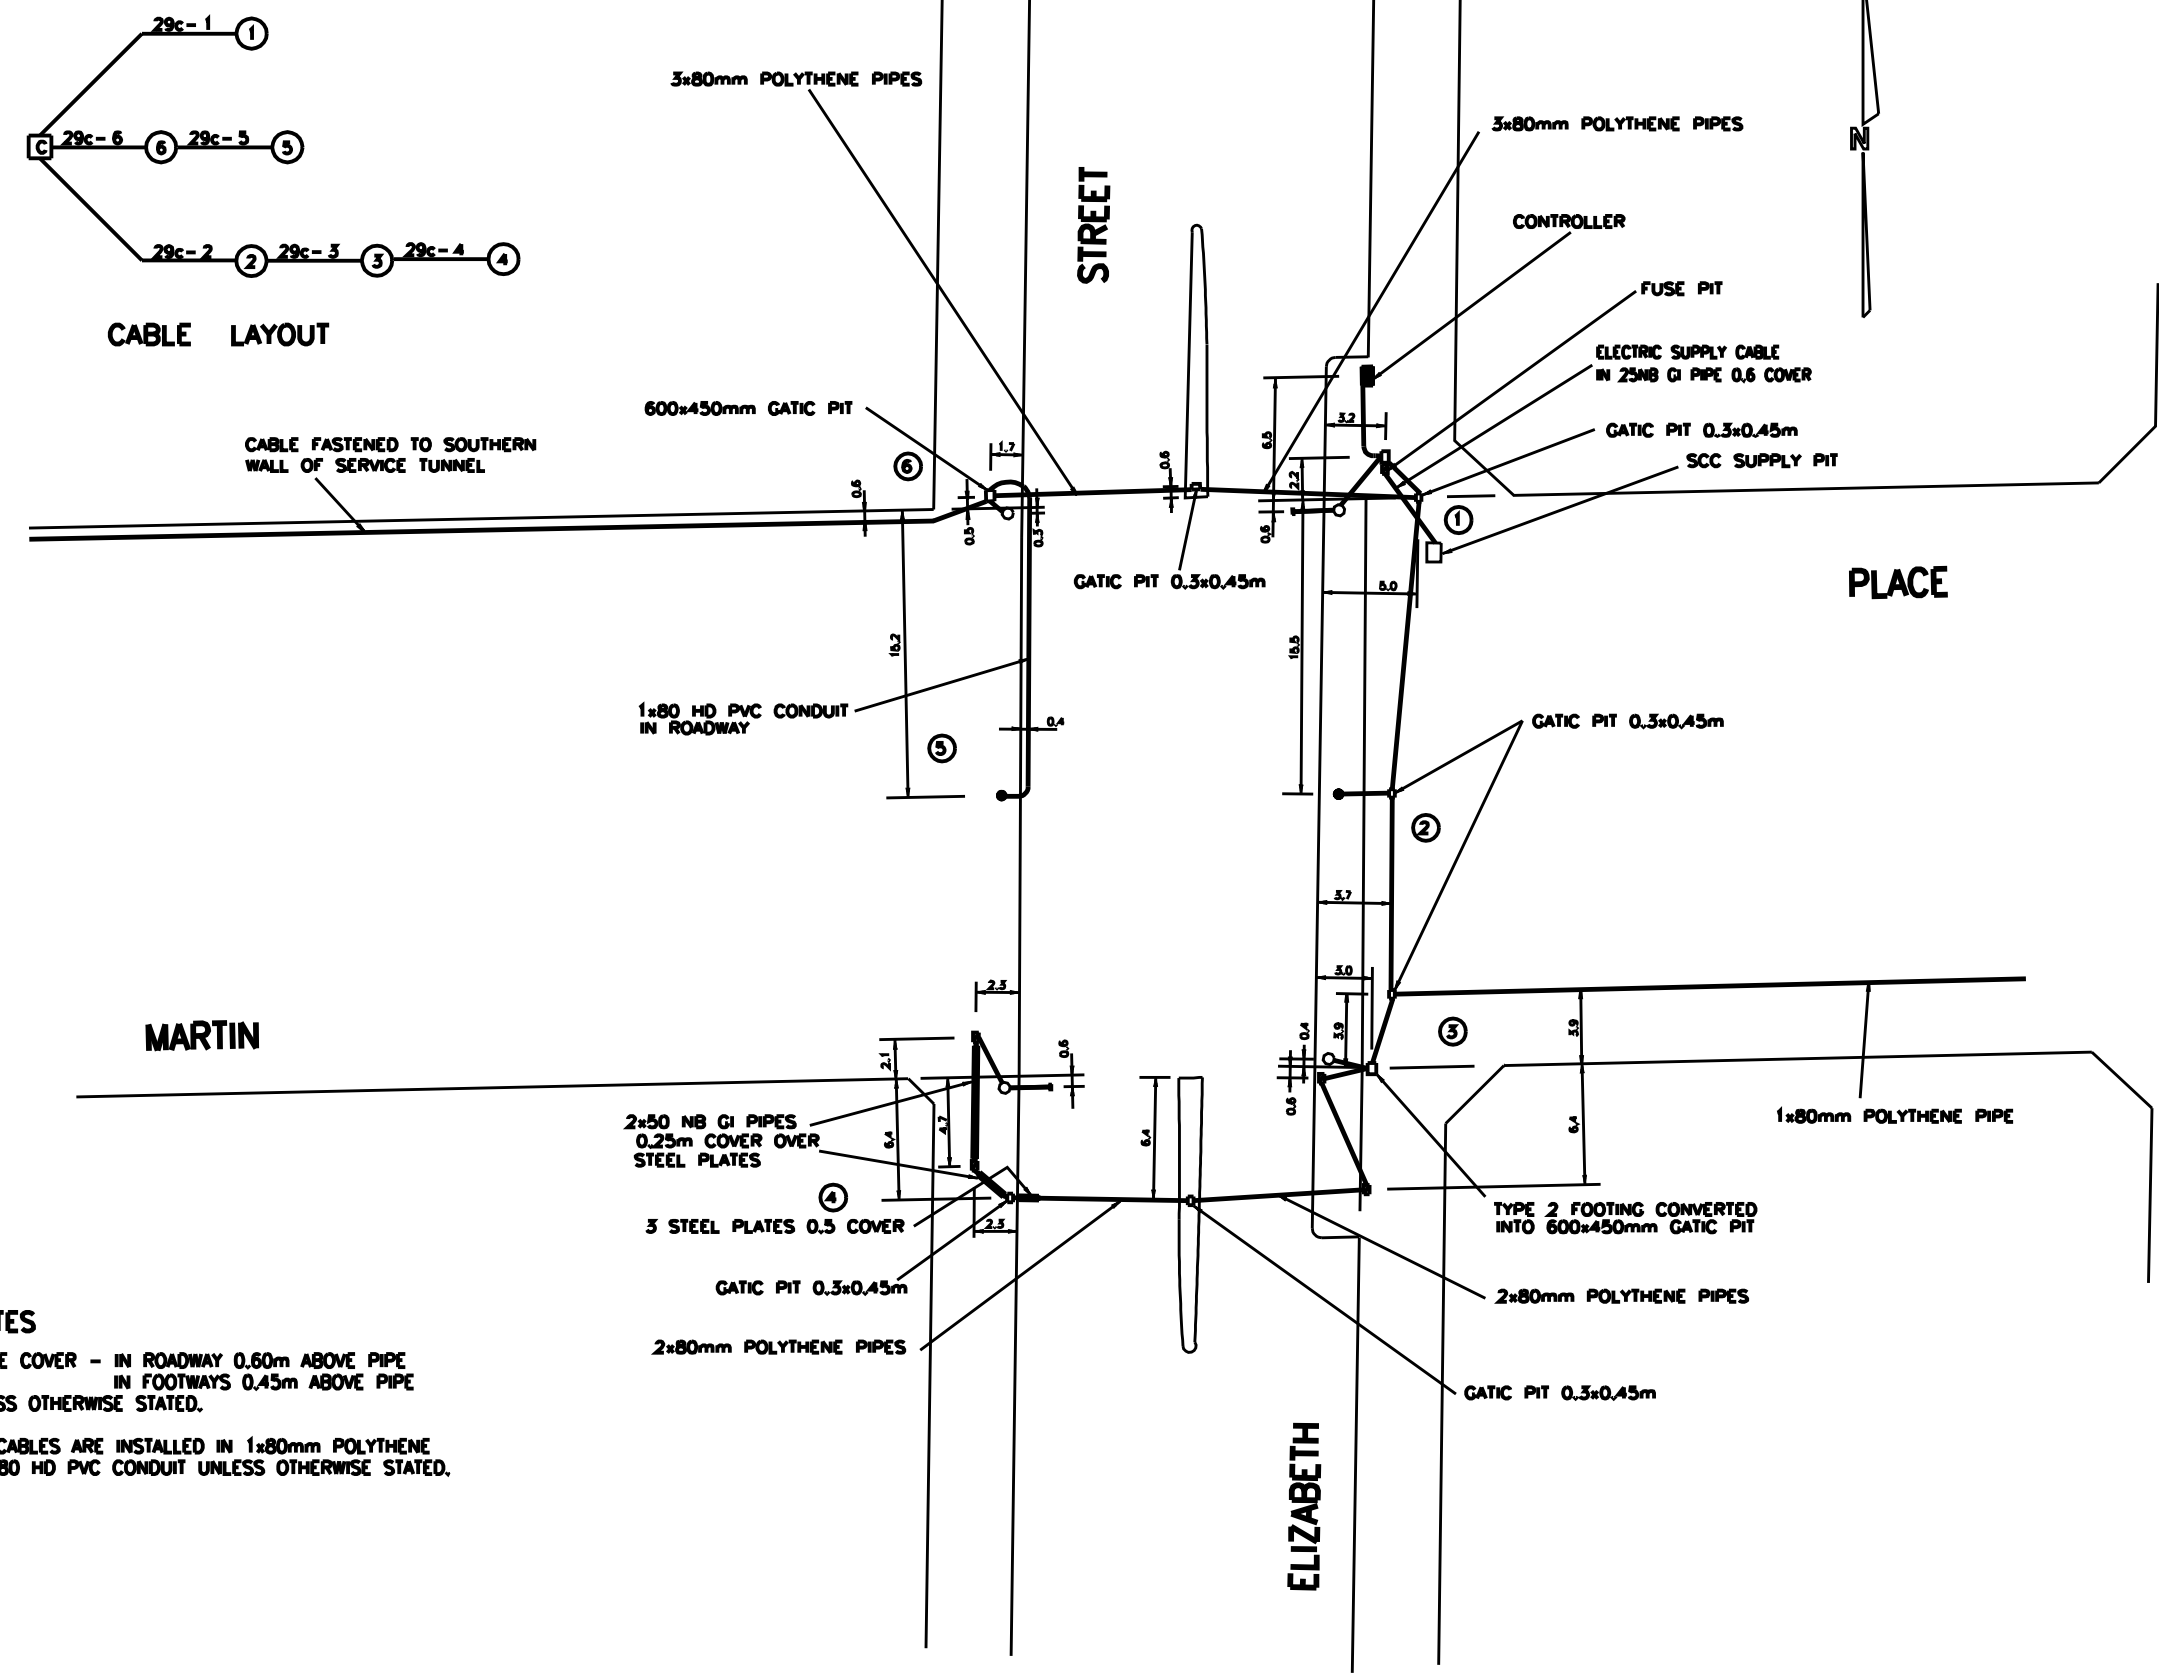 29c- 1 1
C 29c- 6 6 29c- 5 5
29c- 2 2 29c- 3 3 29c- 4 4
CABLE LAYOUT
3x80mm POLYTHENE PIPES
3x80mm POLYTHENE PIPES
N
STREET
CONTROLLER
FUSE PIT
ELECTRIC SUPPLY CABLE
IN 25NB GI PIPE 0.6 COVER
600x450mm GATIC PIT
GATIC PIT 0.3x0.45m
SCC SUPPLY PIT
CABLE FASTENED TO SOUTHERN
WALL OF SERVICE TUNNEL
6
1.7
0.6
0.5
0.3
0.6
6.5
3.2
2.2
0.6
1
GATIC PIT 0.3x0.45m
PLACE
5.0
15.2
15.5
1x80 HD PVC CONDUIT
IN ROADWAY
0.4
5
GATIC PIT 0.3x0.45m
2
3.7
3.0
2.3
MARTIN
2.1
0.6
0.4
3.9
3
3.9
2x50 NB GI PIPES
0.25m COVER OVER
STEEL PLATES
4.7
6.4
6.4
0.6
6.4
1x80mm POLYTHENE PIPE
4
3 STEEL PLATES 0.5 COVER
2.3
TYPE 2 FOOTING CONVERTED
INTO 600x450mm GATIC PIT
GATIC PIT 0.3x0.45m
2x80mm POLYTHENE PIPES
2x80mm POLYTHENE PIPES
GATIC PIT 0.3x0.45m
ELIZABETH
TES
E COVER - IN ROADWAY 0.60m ABOVE PIPE
IN FOOTWAYS 0.45m ABOVE PIPE
SS OTHERWISE STATED.
CABLES ARE INSTALLED IN 1x80mm POLYTHENE
80 HD PVC CONDUIT UNLESS OTHERWISE STATED.